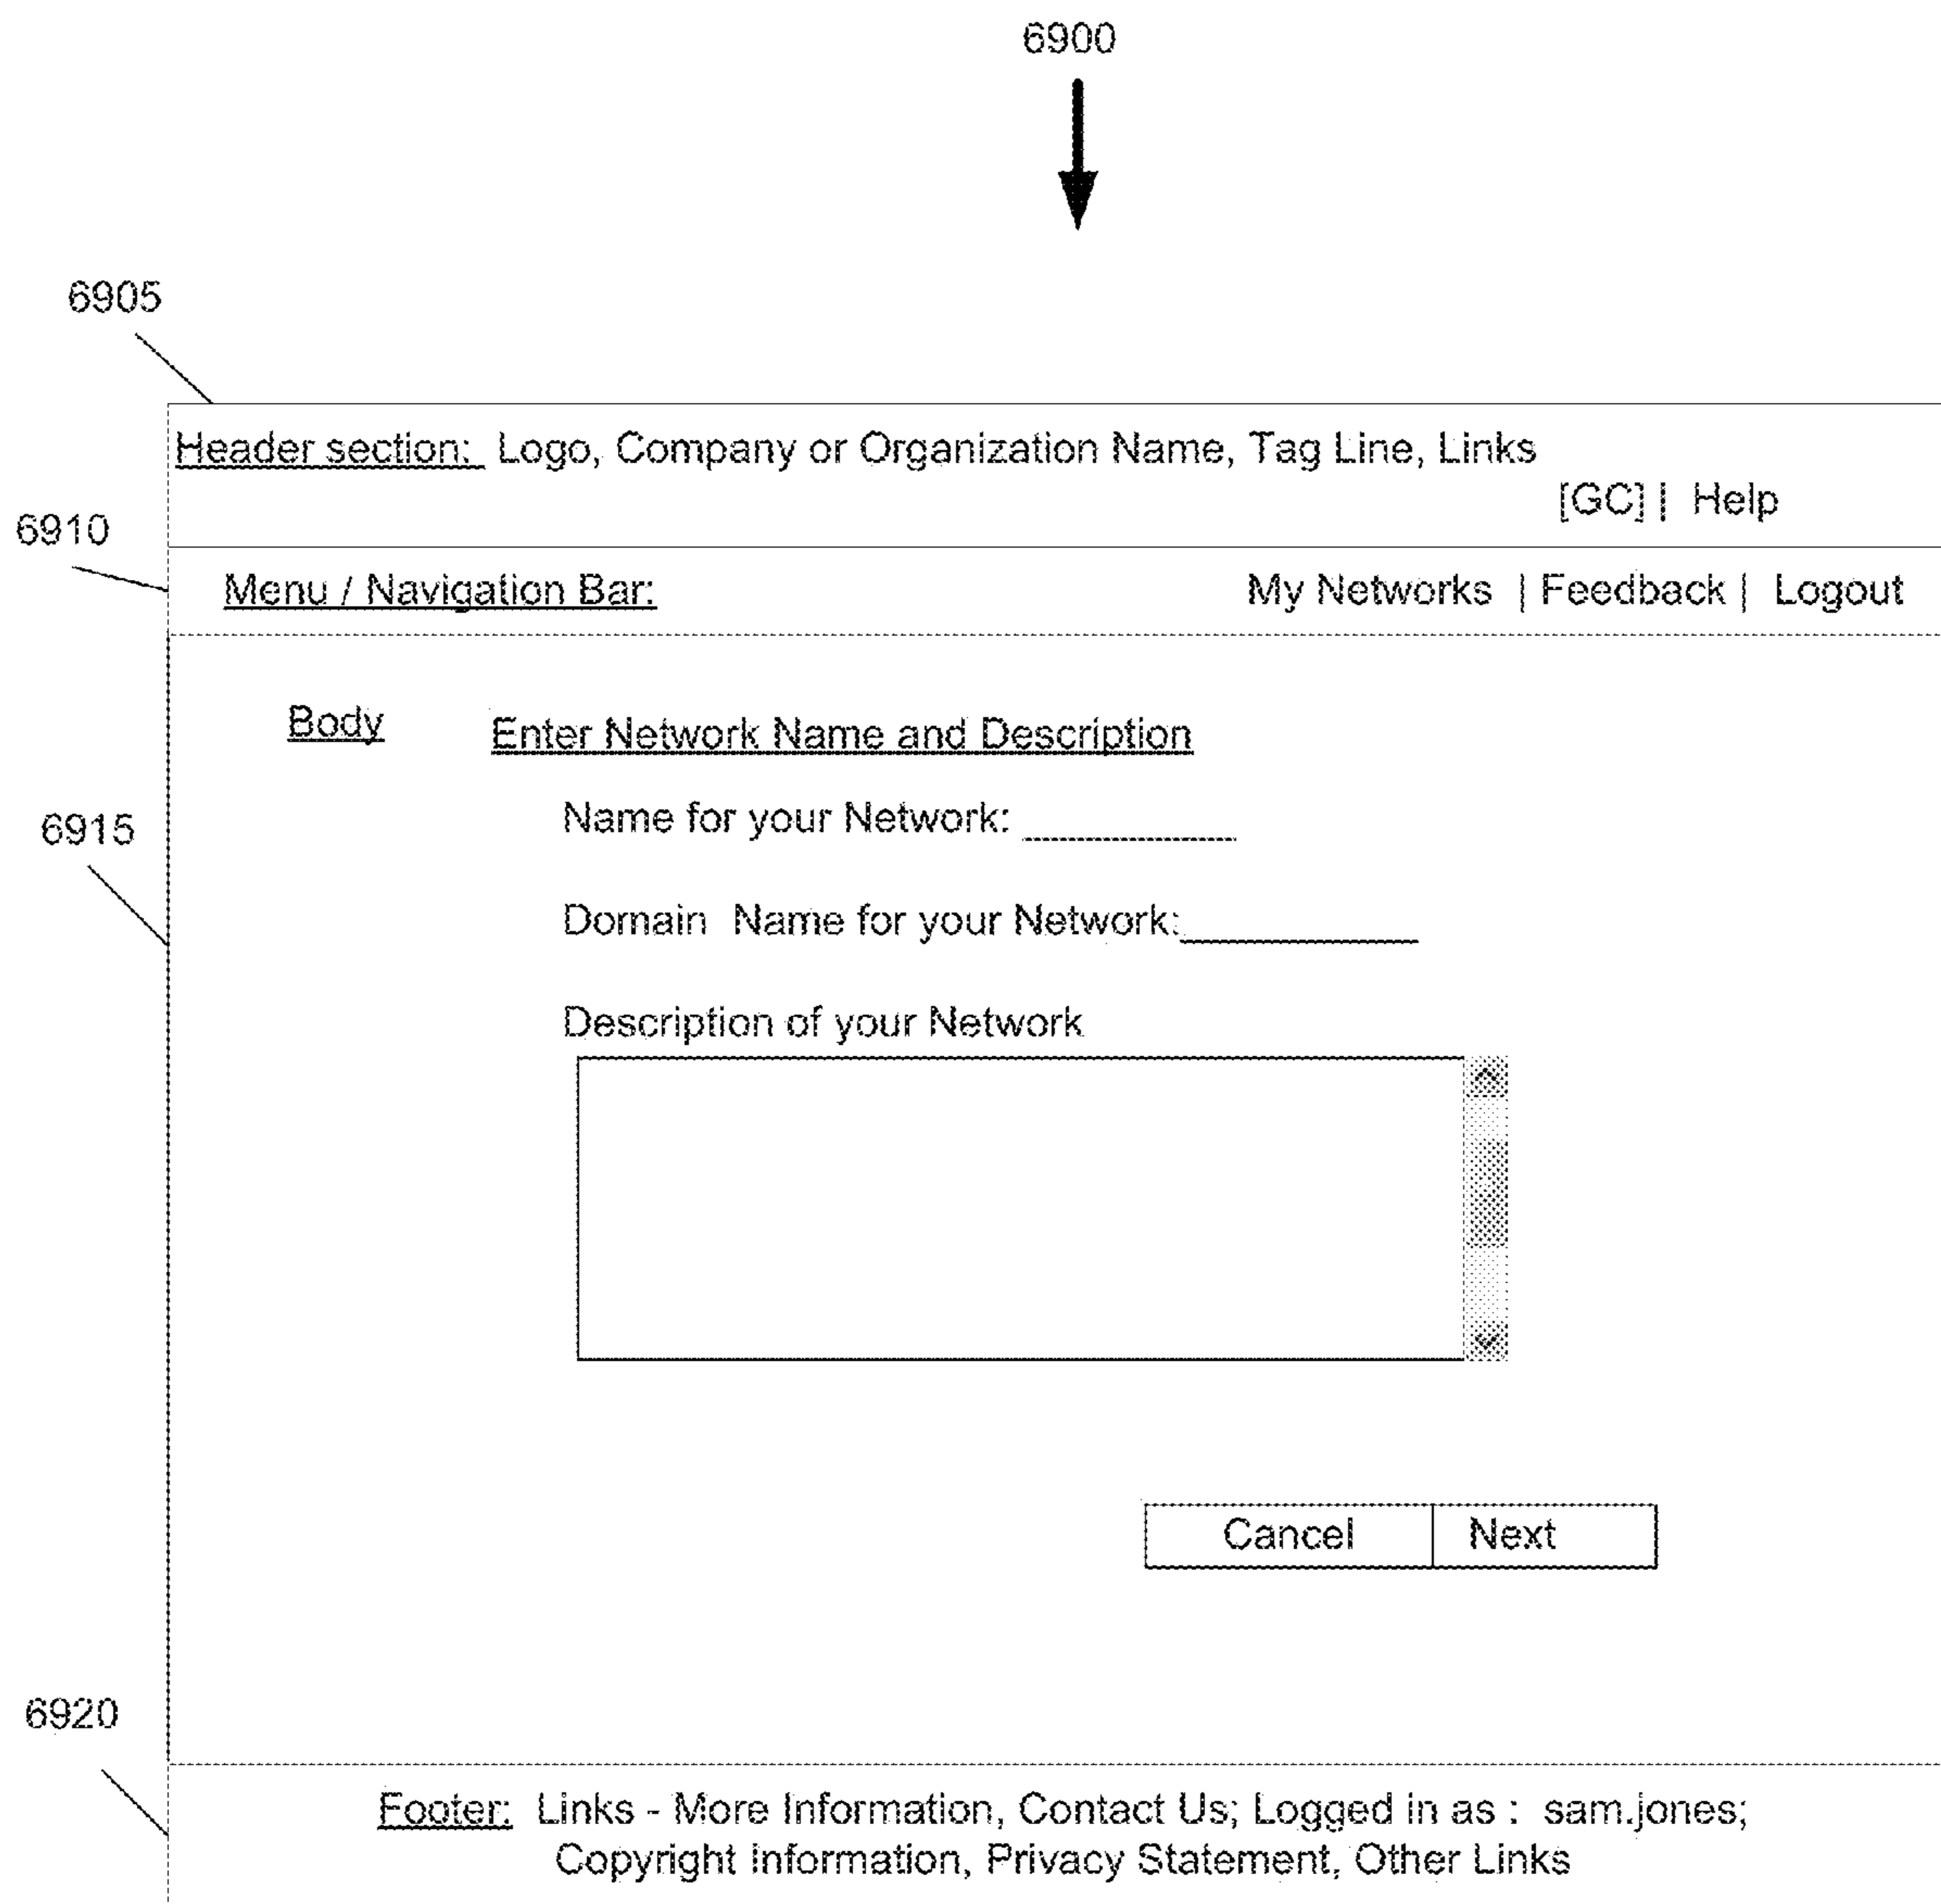 6900
6905
Header section: Logo, Company or Organization Name, Tag Line, Links
[GC] | Help
6910
Menu / Navigation Bar: My Networks | Feedback | Logout
Body Enter Network Name and Description
Name for your Network: ___________
6915
Domain Name for your Network:____________
Description of your Network
Cancel Next
6920
Footer: Links - More Information, Contact Us; Logged in as : sam.jones;
Copyright Information, Privacy Statement, Other Links